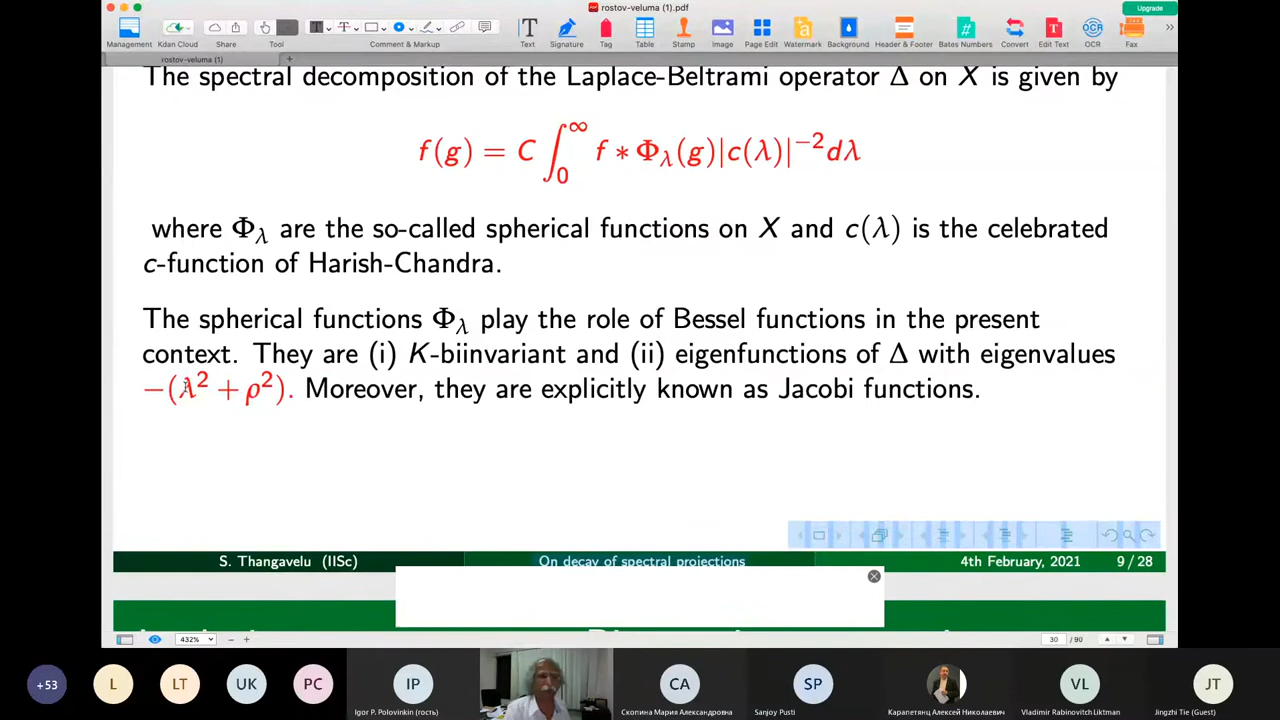 rostov-veluma (1).pdf
Upgrade
Management Kdan Cloud Share Tool Comment & Markup Text Signature Tag Table Stamp Image Page Edit Watermark Background Header & Footer Bates Numbers Convert Edit Text OCR Fax
rostov-veluma (1)
The spectral decomposition of the Laplace-Beltrami operator Δ on X is given by
f(g) = C ∫₀^∞ f ∗ Φ_λ(g)|c(λ)|⁻² dλ
where Φ_λ are the so-called spherical functions on X and c(λ) is the celebrated
c-function of Harish-Chandra.
The spherical functions Φ_λ play the role of Bessel functions in the present
context. They are (i) K-biinvariant and (ii) eigenfunctions of Δ with eigenvalues
−(λ² + ρ²). Moreover, they are explicitly known as Jacobi functions.
S. Thangavelu (IISc) On decay of spectral projections 4th February, 2021 9 / 28
432% 30 / 90
+53 L LT UK PC IP CA SP VL JT
Igor P. Polovinkin (гость) Скопина Мария Александровна Sanjoy Pusti Карапетянц Алексей Николаевич Vladimir Rabinovitch Liktman Jingzhi Tie (Guest)